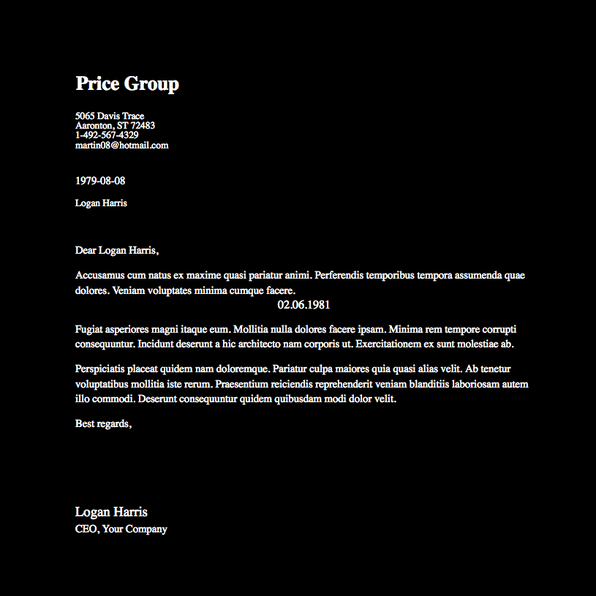 Price Group
5065 Davis Trace
Aaronton, ST 72483
1-492-567-4329
martin08@hotmail.com
1979-08-08
Logan Harris
Dear Logan Harris,
Accusamus cum natus ex maxime quasi pariatur animi. Perferendis temporibus tempora assumenda quae
dolores. Veniam voluptates minima cumque facere.
02.06.1981
Fugiat asperiores magni itaque eum. Mollitia nulla dolores facere ipsam. Minima rem tempore corrupti
consequuntur. Incidunt deserunt a hic architecto nam corporis ut. Exercitationem ex sunt molestiae ab.
Perspiciatis placeat quidem nam doloremque. Pariatur culpa maiores quia quasi alias velit. Ab tenetur
voluptatibus mollitia iste rerum. Praesentium reiciendis reprehenderit veniam blanditiis laboriosam autem
illo commodi. Deserunt consequuntur quidem quibusdam modi dolor velit.
Best regards,
Logan Harris
CEO, Your Company